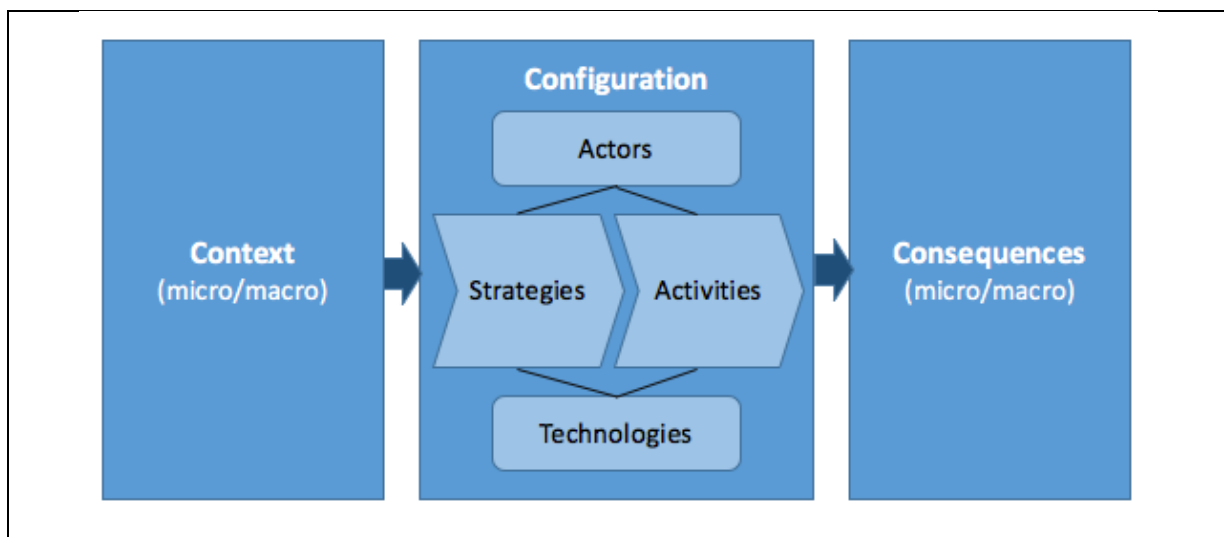 Context
(micro/macro)
Configuration
Actors
Strategies
Activities
Technologies
Consequences
(micro/macro)